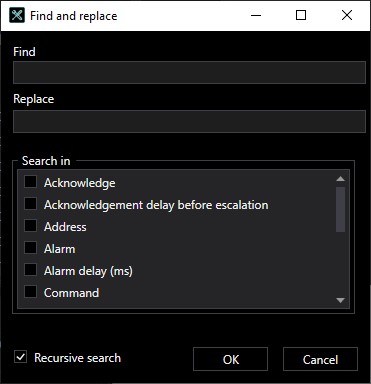 Find and replace
Find
Replace
Search in
Acknowledge
Acknowledgement delay before escalation
Address
Alarm
Alarm delay (ms)
Command
Recursive search
OK
Cancel